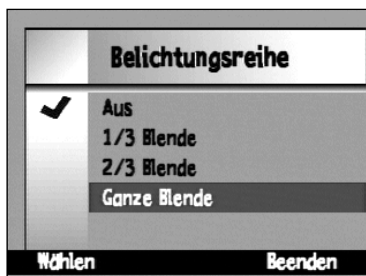 Belichtungsreihe
Aus
1/3 Blende
2/3 Blende
Ganze Blende
Wählen Beenden